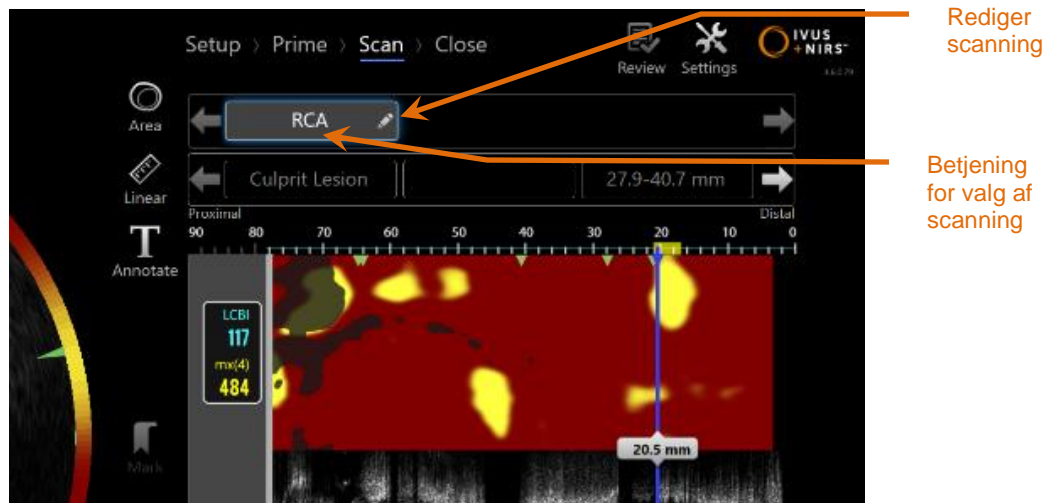 Rediger
scanning
Setup > Prime > Scan > Close
Review
Settings
IVUS
+NIRS
Area
RCA
Betjening
for valg af
scanning
Linear
Culprit Lesion
27.9-40.7 mm
Proximal
Distal
90 80 70 60 50 40 30 20 10 0
T
Annotate
LCBI
117
mx(4)
484
20.5 mm
Mark